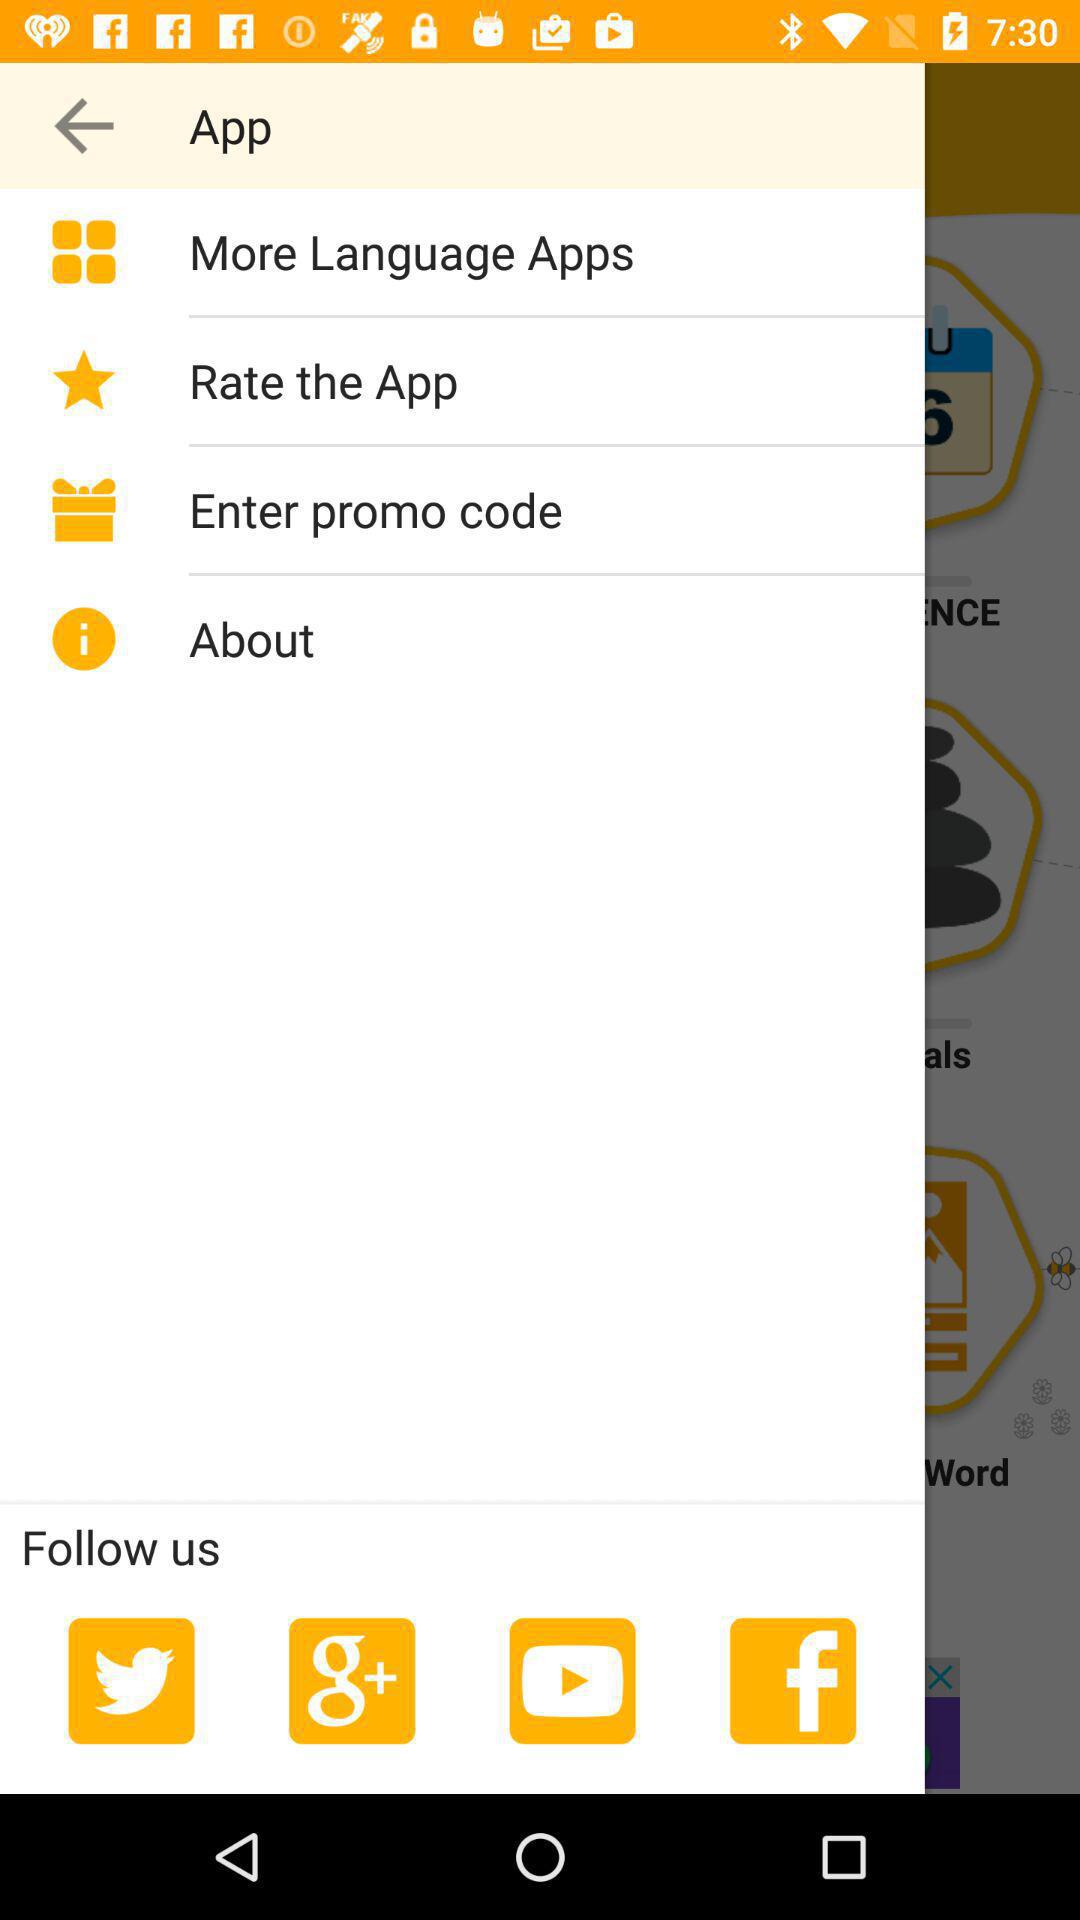 FAKE
7:30
App
More Language Apps
Rate the App
6
Enter promo code
ENCE
About
als
Word
Follow us